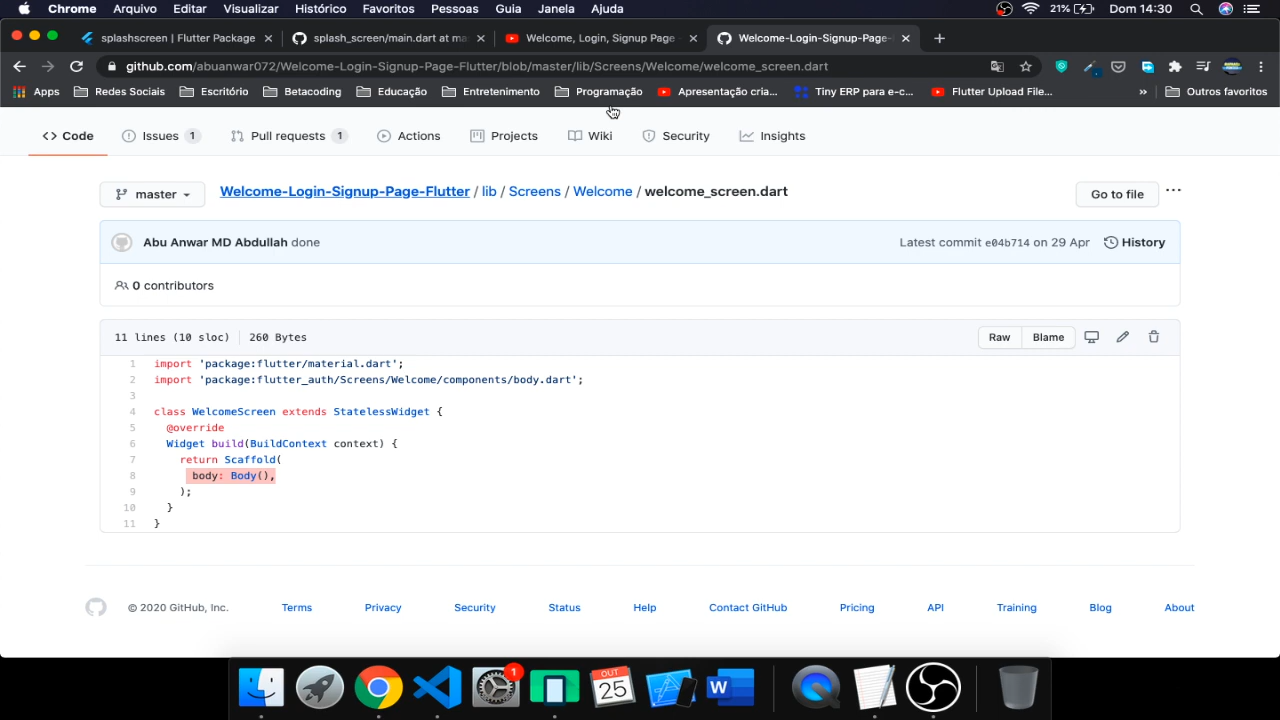 Chrome Arquivo Editar Visualizar Histórico Favoritos Pessoas Guia Janela Ajuda 21% Dom 14:30
splashscreen | Flutter Package splash_screen/main.dart at ma Welcome, Login, Signup Page Welcome-Login-Signup-Page-
github.com/abuanwar072/Welcome-Login-Signup-Page-Flutter/blob/master/lib/Screens/Welcome/welcome_screen.dart
Apps Redes Sociais Escritório Betacoding Educação Entretenimento Programação Apresentação cria... Tiny ERP para e-c... Flutter Upload File... » Outros favoritos
<> Code Issues 1 Pull requests 1 Actions Projects Wiki Security Insights
master Welcome-Login-Signup-Page-Flutter / lib / Screens / Welcome / welcome_screen.dart Go to file ...
Abu Anwar MD Abdullah done Latest commit e04b714 on 29 Apr History
0 contributors
11 lines (10 sloc) 260 Bytes Raw Blame
1 import 'package:flutter/material.dart';
2 import 'package:flutter_auth/Screens/Welcome/components/body.dart';
3
4 class WelcomeScreen extends StatelessWidget {
5 @override
6 Widget build(BuildContext context) {
7 return Scaffold(
8 body: Body(),
9 );
10 }
11 }
© 2020 GitHub, Inc. Terms Privacy Security Status Help Contact GitHub Pricing API Training Blog About
1
OUT
25
W